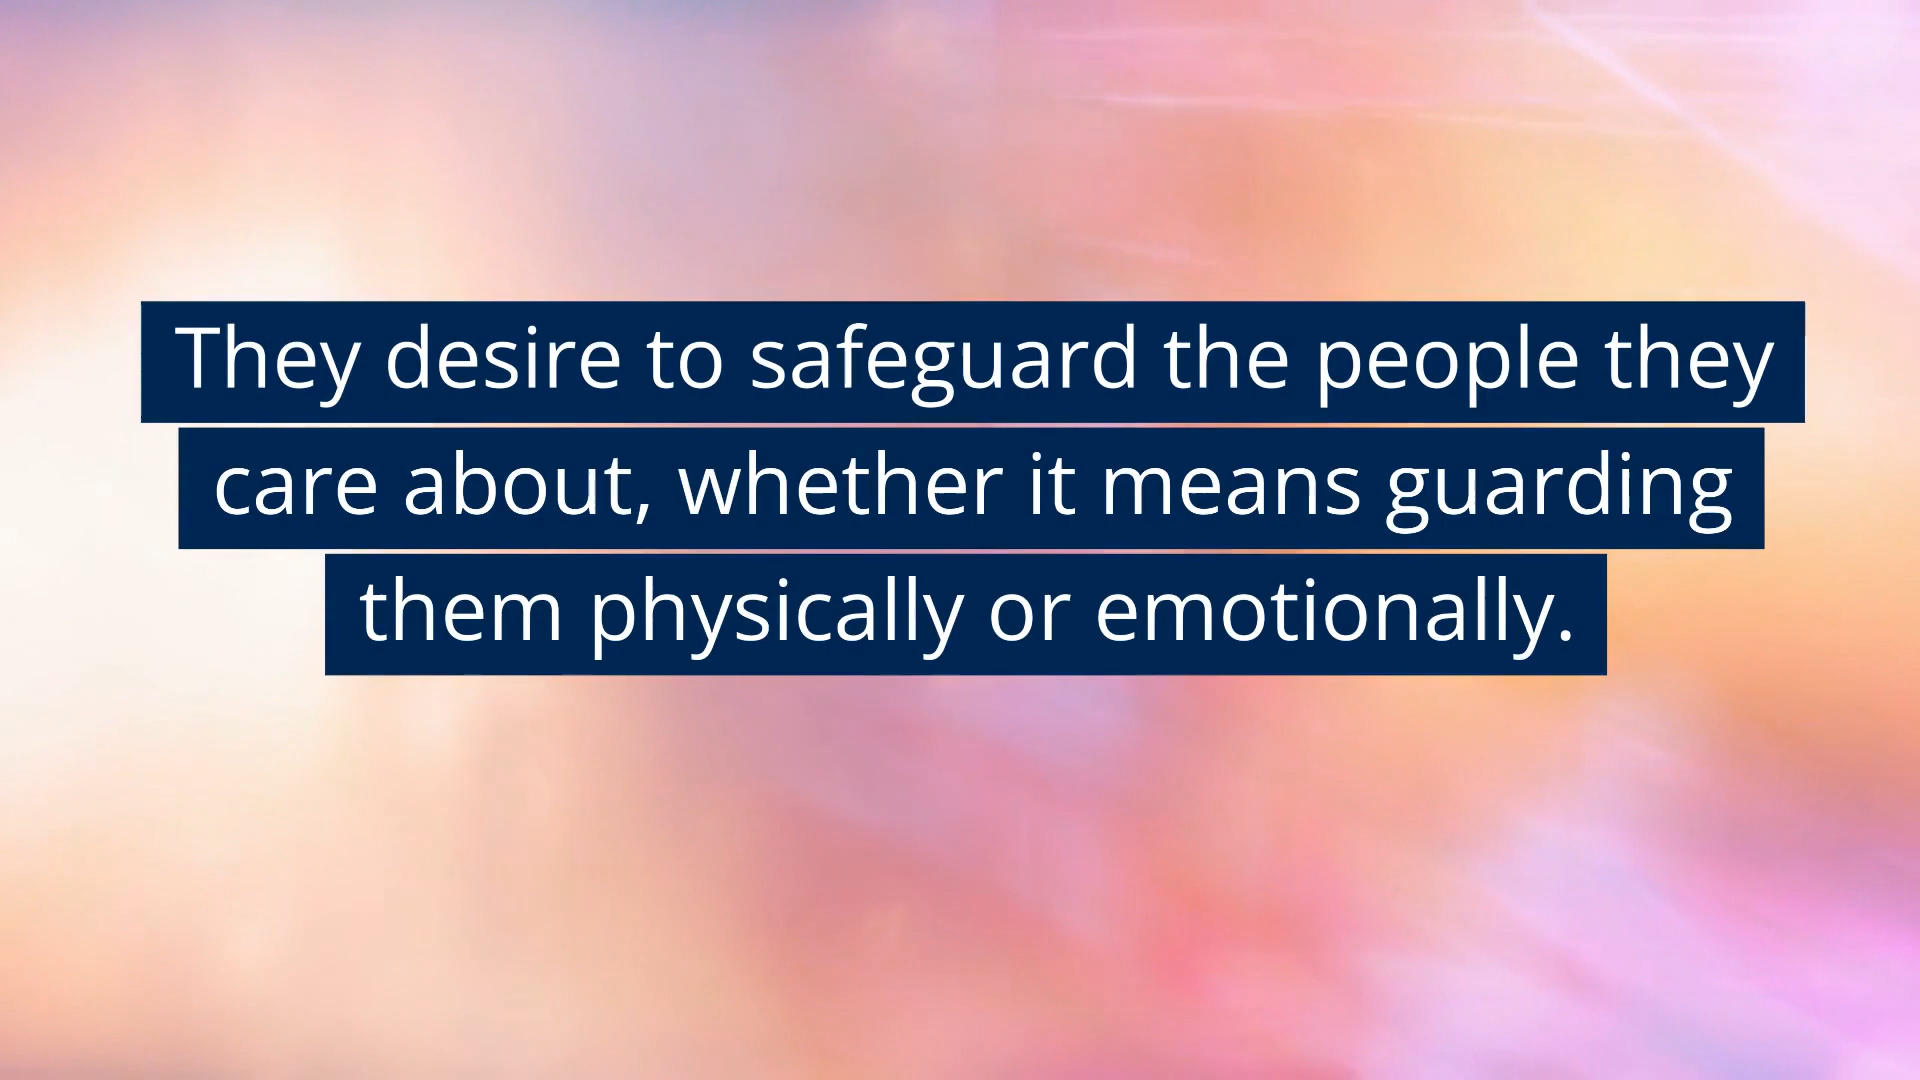 They desire to safeguard the people they
care about, whether it means guarding
them physically or emotionally.